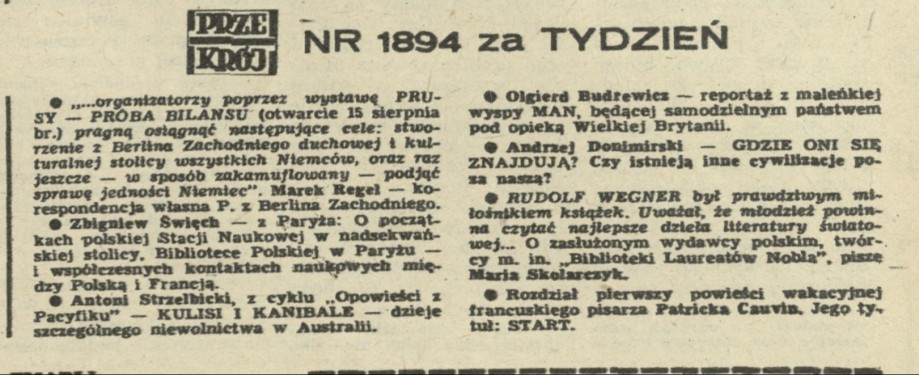 PRZE
KRÓJ
NR 1894 za TYDZIEŃ
● „...organizatorzy poprzez wystawę PRU-
SY — PRÓBA BILANSU (otwarcie 15 sierpnia
br.) pragną osiągnąć następujące cele: stwo-
rzenie z Berlina Zachodniego duchowej i kul-
turalnej stolicy wszystkich Niemców, oraz raz
jeszcze — w sposób zakamuflowany — podjąć
sprawę jedności Niemiec”. Marek Regel — ko-
respondencja własna P. z Berlina Zachodniego.
● Zbigniew Święch — z Paryża: O począt-
kach polskiej Stacji Naukowej w nadsekwań-
skiej stolicy, Bibliotece Polskiej w Paryżu —
i współczesnych kontaktach naukowych mię-
dzy Polską i Francją.
● Antoni Strzelbicki, z cyklu „Opowieści z
Pacyfiku” — KULISI I KANIBALE — dzieje
szczególnego niewolnictwa w Australii.
● Olgierd Budrewicz — reportaż z maleńkiej
wyspy MAN, będącej samodzielnym państwem
pod opieką Wielkiej Brytanii.
● Andrzej Donimirski — GDZIE ONI SIĘ
ZNAJDUJĄ? Czy istnieją inne cywilizacje po-
za naszą?
● RUDOLF WEGNER był prawdziwym mi-
łośnikiem książek. Uważał, że młodzież powin-
na czytać najlepsze dzieła literatury świato-
wej... O zasłużonym wydawcy polskim, twór-
cy m. in. „Biblioteki Laureatów Nobla”, pisze
Maria Skolarczyk.
● Rozdział pierwszy powieści wakacyjnej
francuskiego pisarza Patricka Cauvin. Jego ty-
tuł: START.